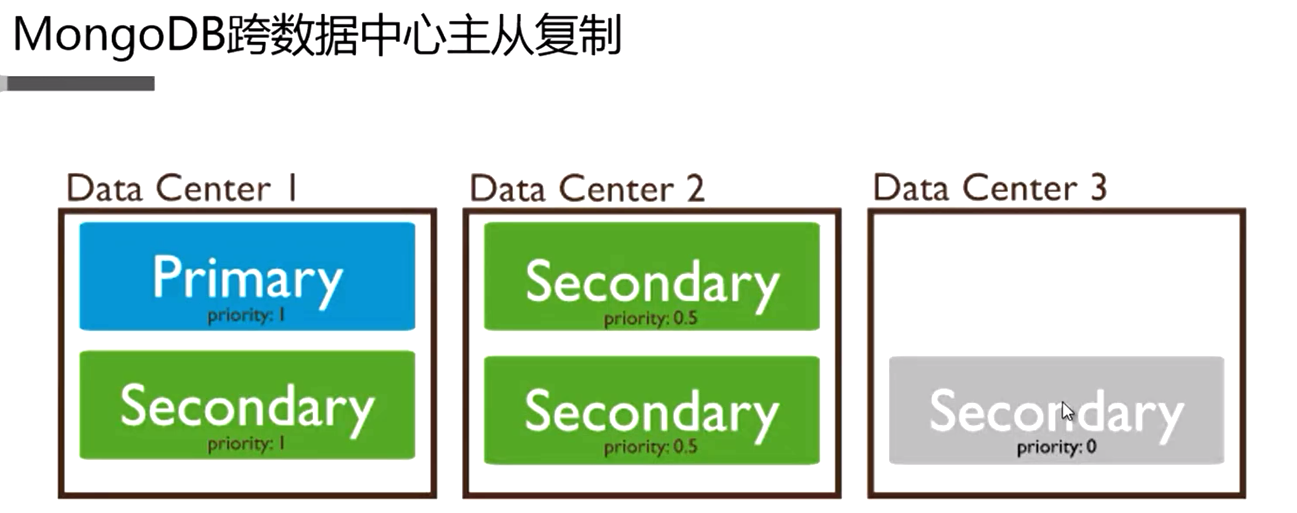 MongoDB跨数据中心主从复制
Data Center 1
Primary
priority: 1
Secondary
priority: 1
Data Center 2
Secondary
priority: 0.5
Secondary
priority: 0.5
Data Center 3
Secondary
priority: 0